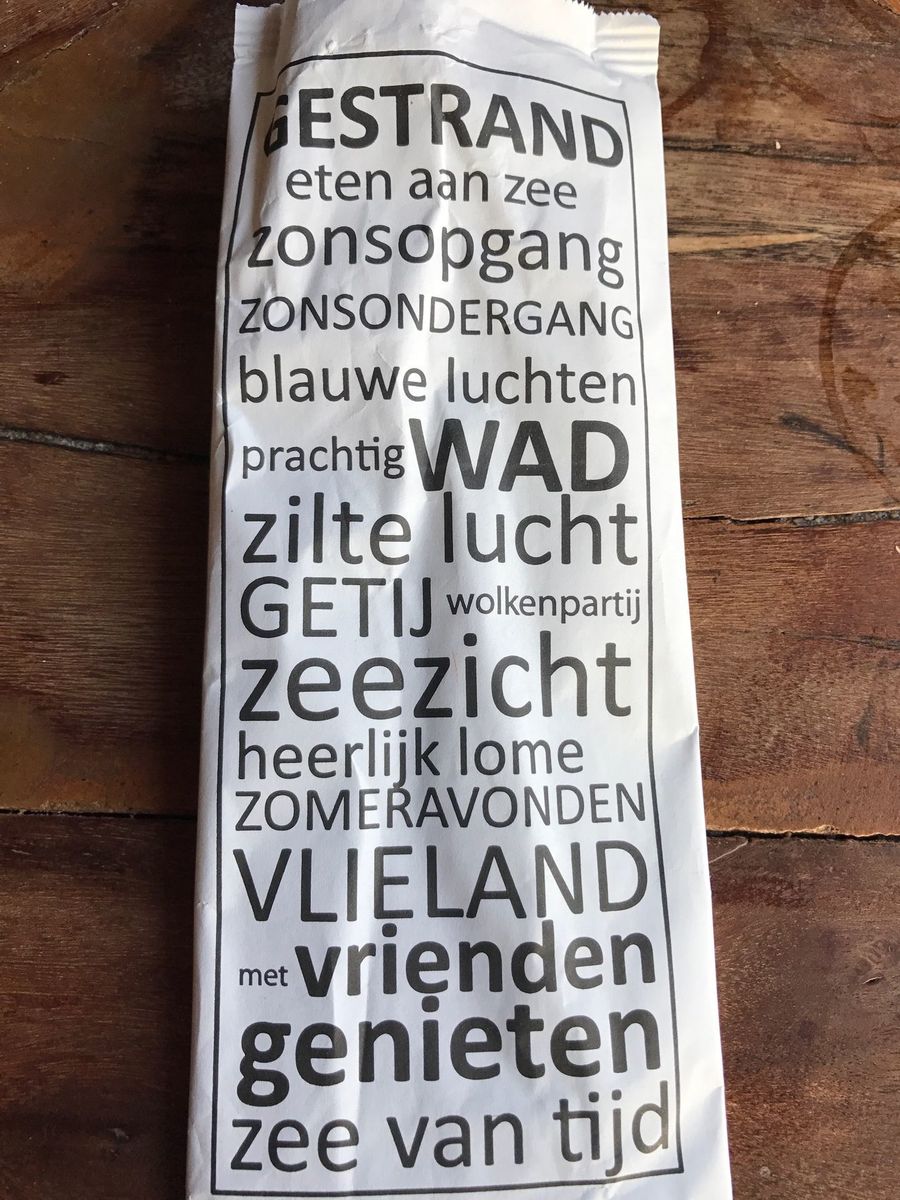 GESTRAND
eten aan zee
zonsopgang
ZONSONDERGANG
blauwe luchten
prachtig WAD
zilte lucht
GETIJ wolkenpartij
zeezicht
heerlijk lome
ZOMERAVONDEN
VLIELAND
met vrienden
genieten
zee van tijd